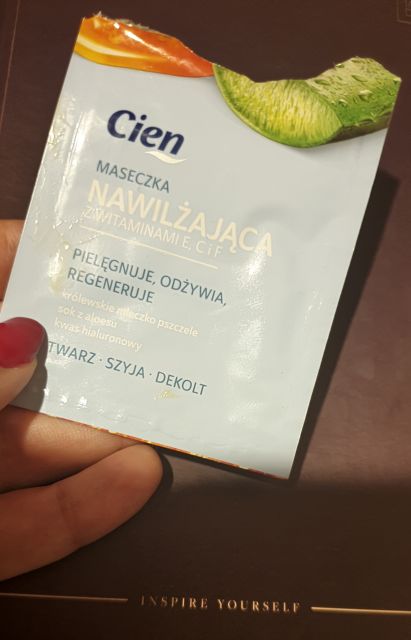 Cien
MASECZKA
NAWILŻAJĄCA
Z WITAMINAMI E, C i F
PIELĘGNUJE, ODŻYWIA,
REGENERUJE
królewskie mleczko pszczele
sok z aloesu
kwas hialuronowy
TWARZ · SZYJA · DEKOLT
INSPIRE YOURSELF